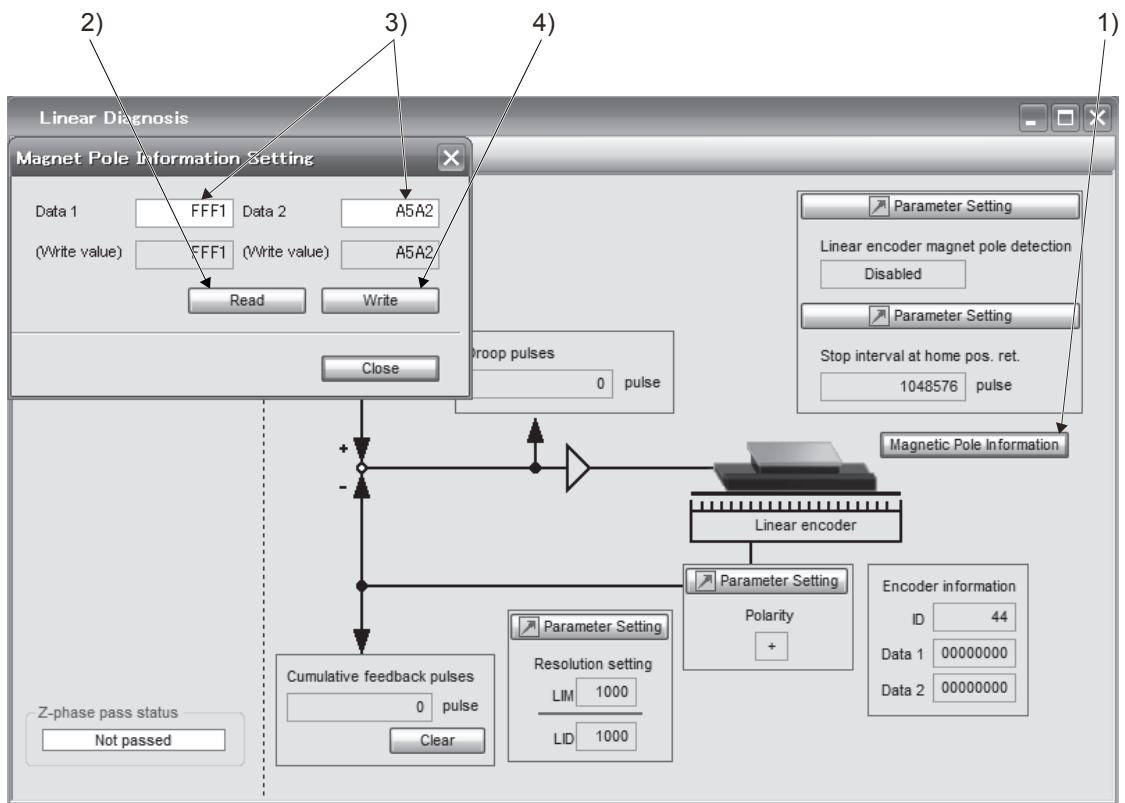 2)
3)
4)
1)
Linear Diagnosis
Magnet Pole Information Setting
Data 1 FFF1 Data 2 A5A2
(Write value) FFF1 (Write value) A5A2
Read Write
Close
Parameter Setting
Linear encoder magnet pole detection
Disabled
Parameter Setting
Stop interval at home pos. ret.
1048576 pulse
Magnetic Pole Information
Droop pulses
0 pulse
+
-
Linear encoder
Parameter Setting
Polarity
+
Encoder information
ID 44
Data 1 00000000
Data 2 00000000
Parameter Setting
Resolution setting
LIM 1000
LID 1000
Cumulative feedback pulses
0 pulse
Clear
Z-phase pass status
Not passed